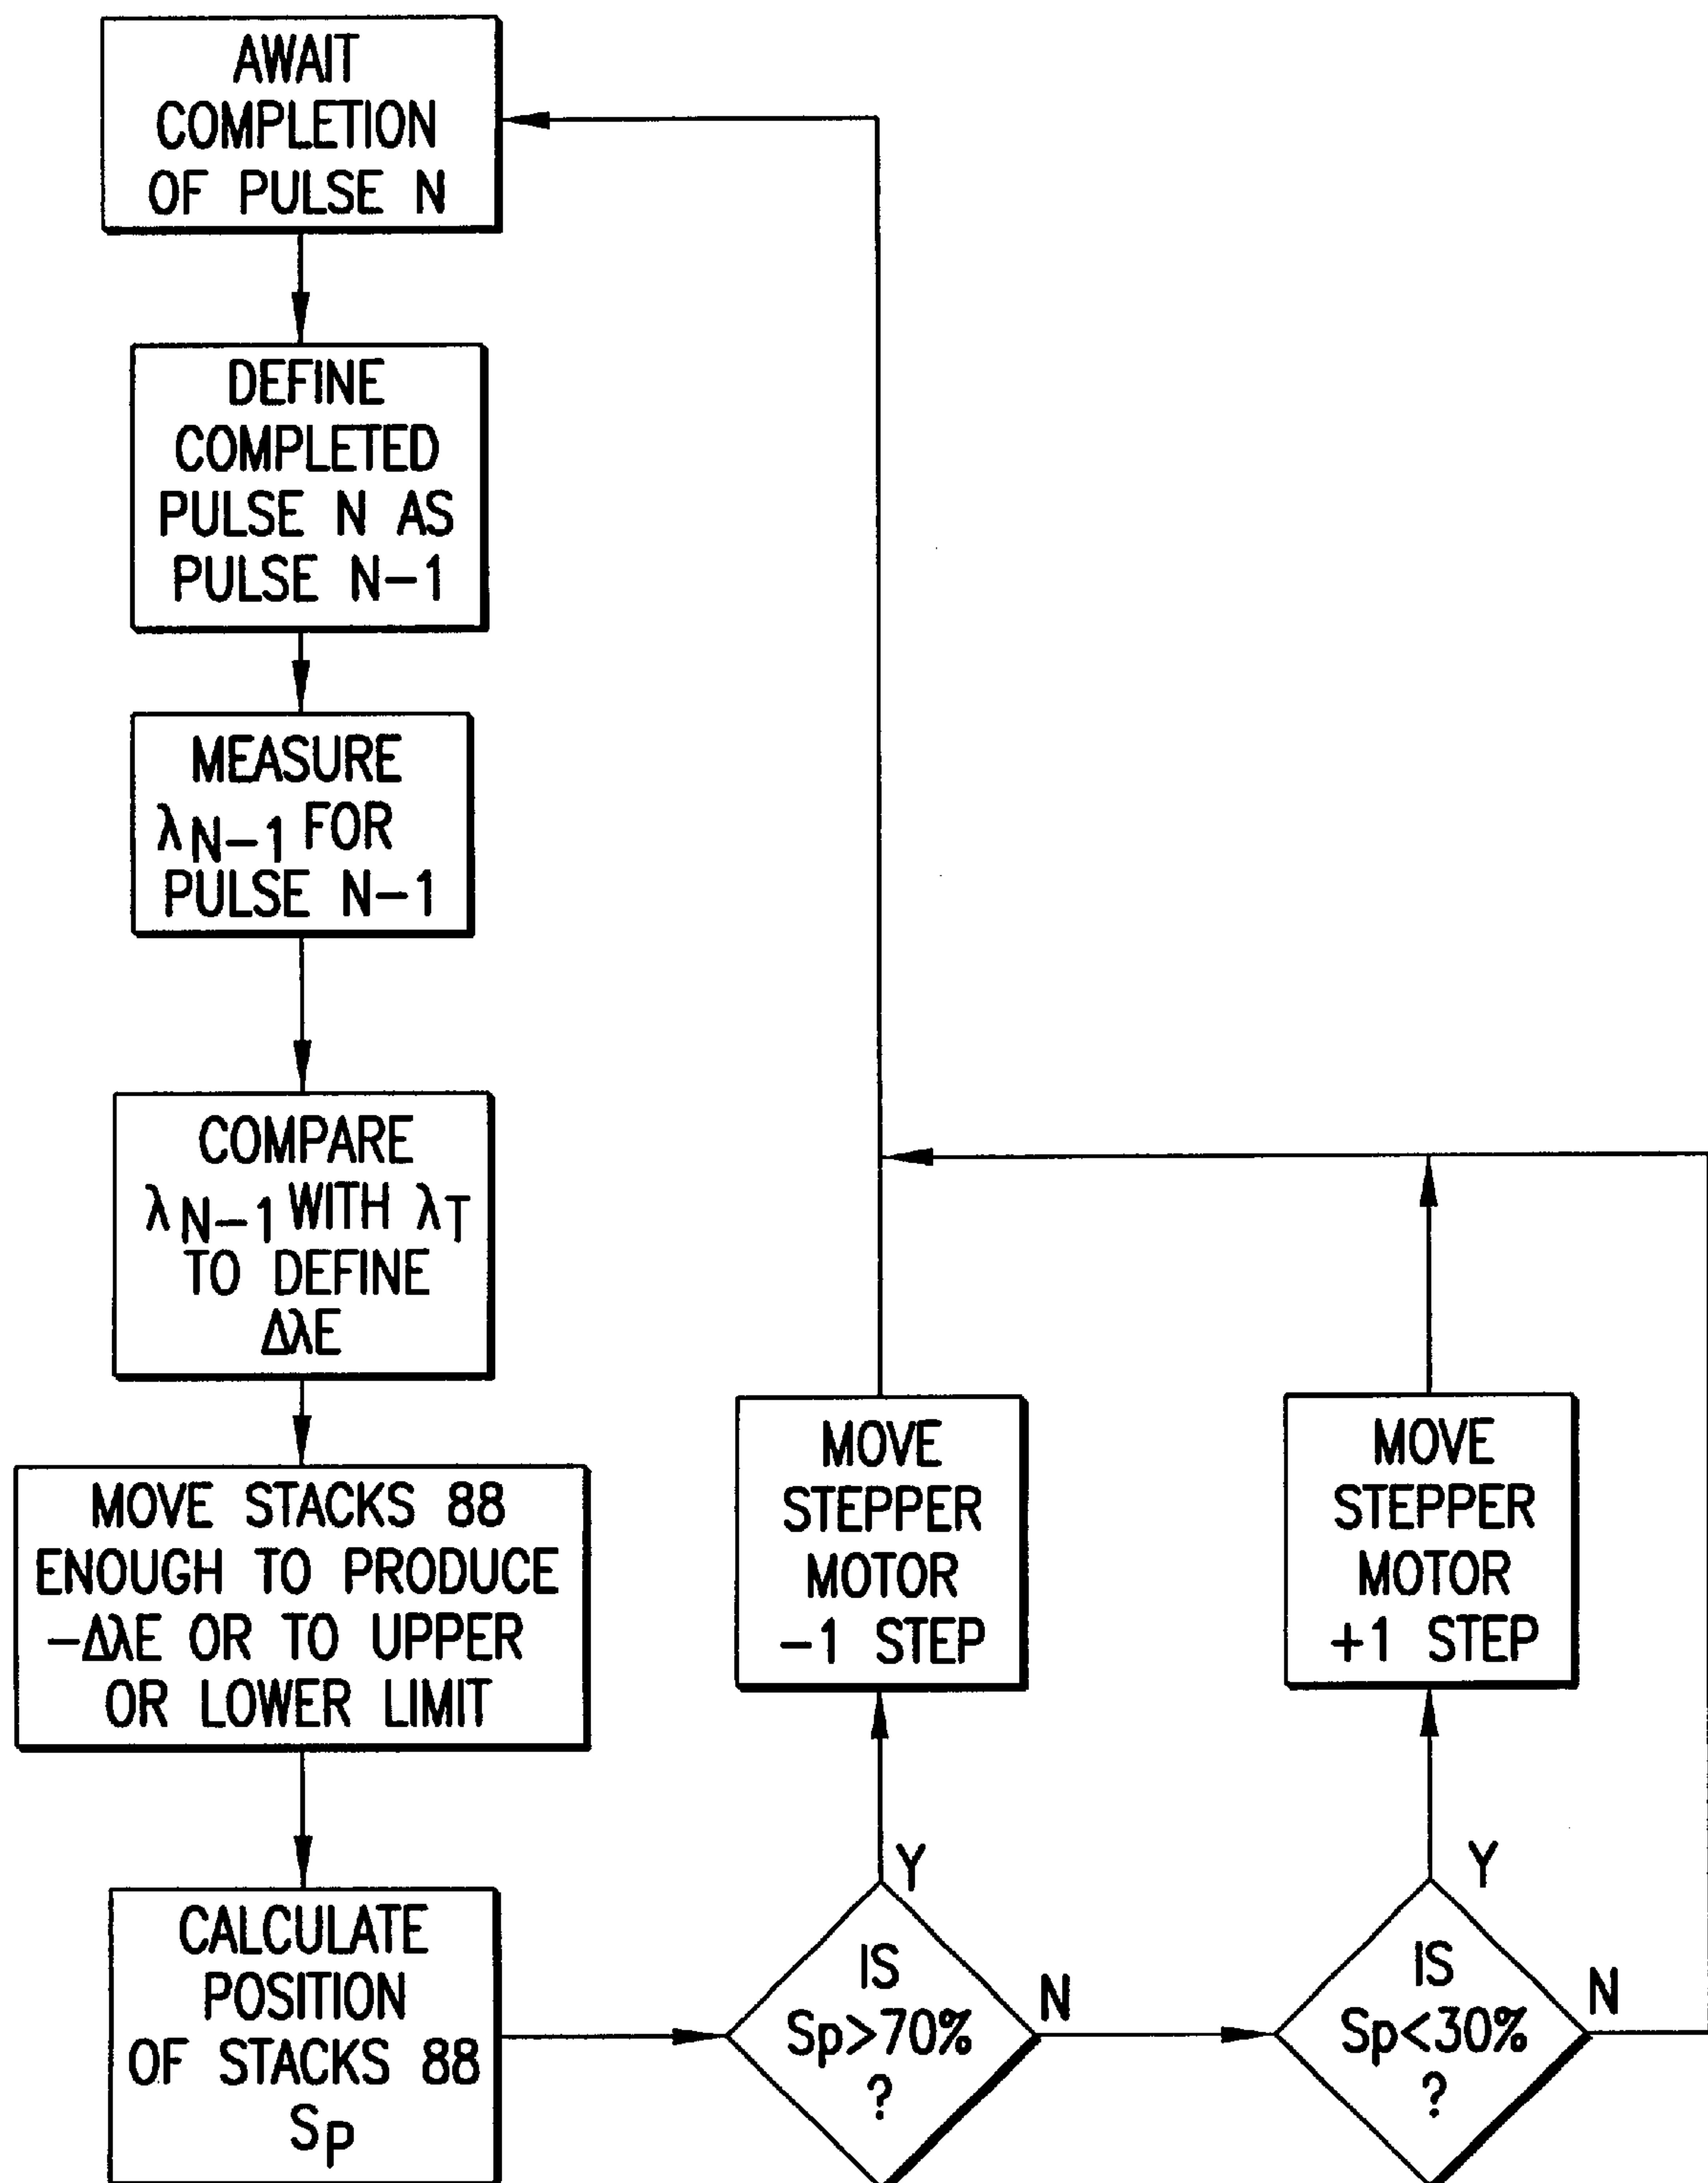 AWAIT
COMPLETION
OF PULSE N
DEFINE
COMPLETED
PULSE N AS
PULSE N-1
MEASURE
λN-1 FOR
PULSE N-1
COMPARE
λN-1 WITH λT
TO DEFINE
ΔλE
MOVE STACKS 88
ENOUGH TO PRODUCE
-ΔλE OR TO UPPER
OR LOWER LIMIT
CALCULATE
POSITION
OF STACKS 88
SP
IS
Sp>70%
?
Y
N
MOVE
STEPPER
MOTOR
-1 STEP
IS
Sp<30%
?
Y
N
MOVE
STEPPER
MOTOR
+1 STEP